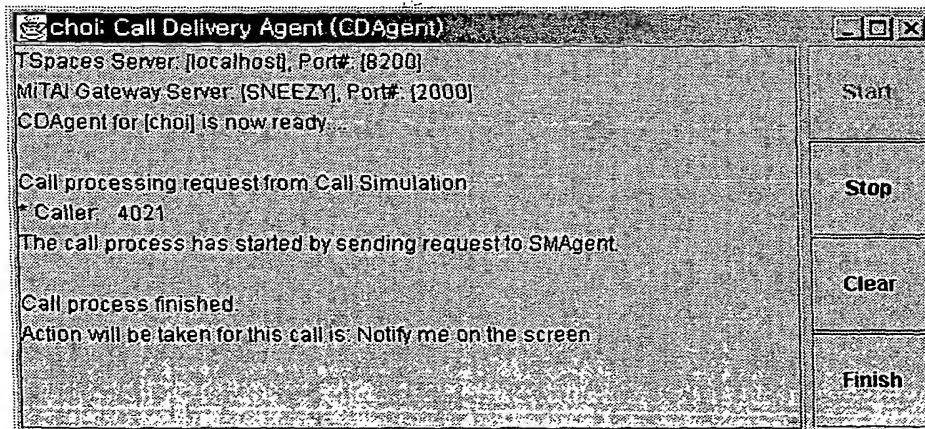 choi: Call Delivery Agent (CDAgent)
TSpaces Server: [localhost], Port#: [8200]
MiTAI Gateway Server: [SNEEZY], Port#: [2000]
CDAgent for [choi] is now ready...
Call processing request from Call Simulation
* Caller: 4021
The call process has started by sending request to SMAgent.
Call process finished.
Action will be taken for this call is: Notify me on the screen
Start
Stop
Clear
Finish